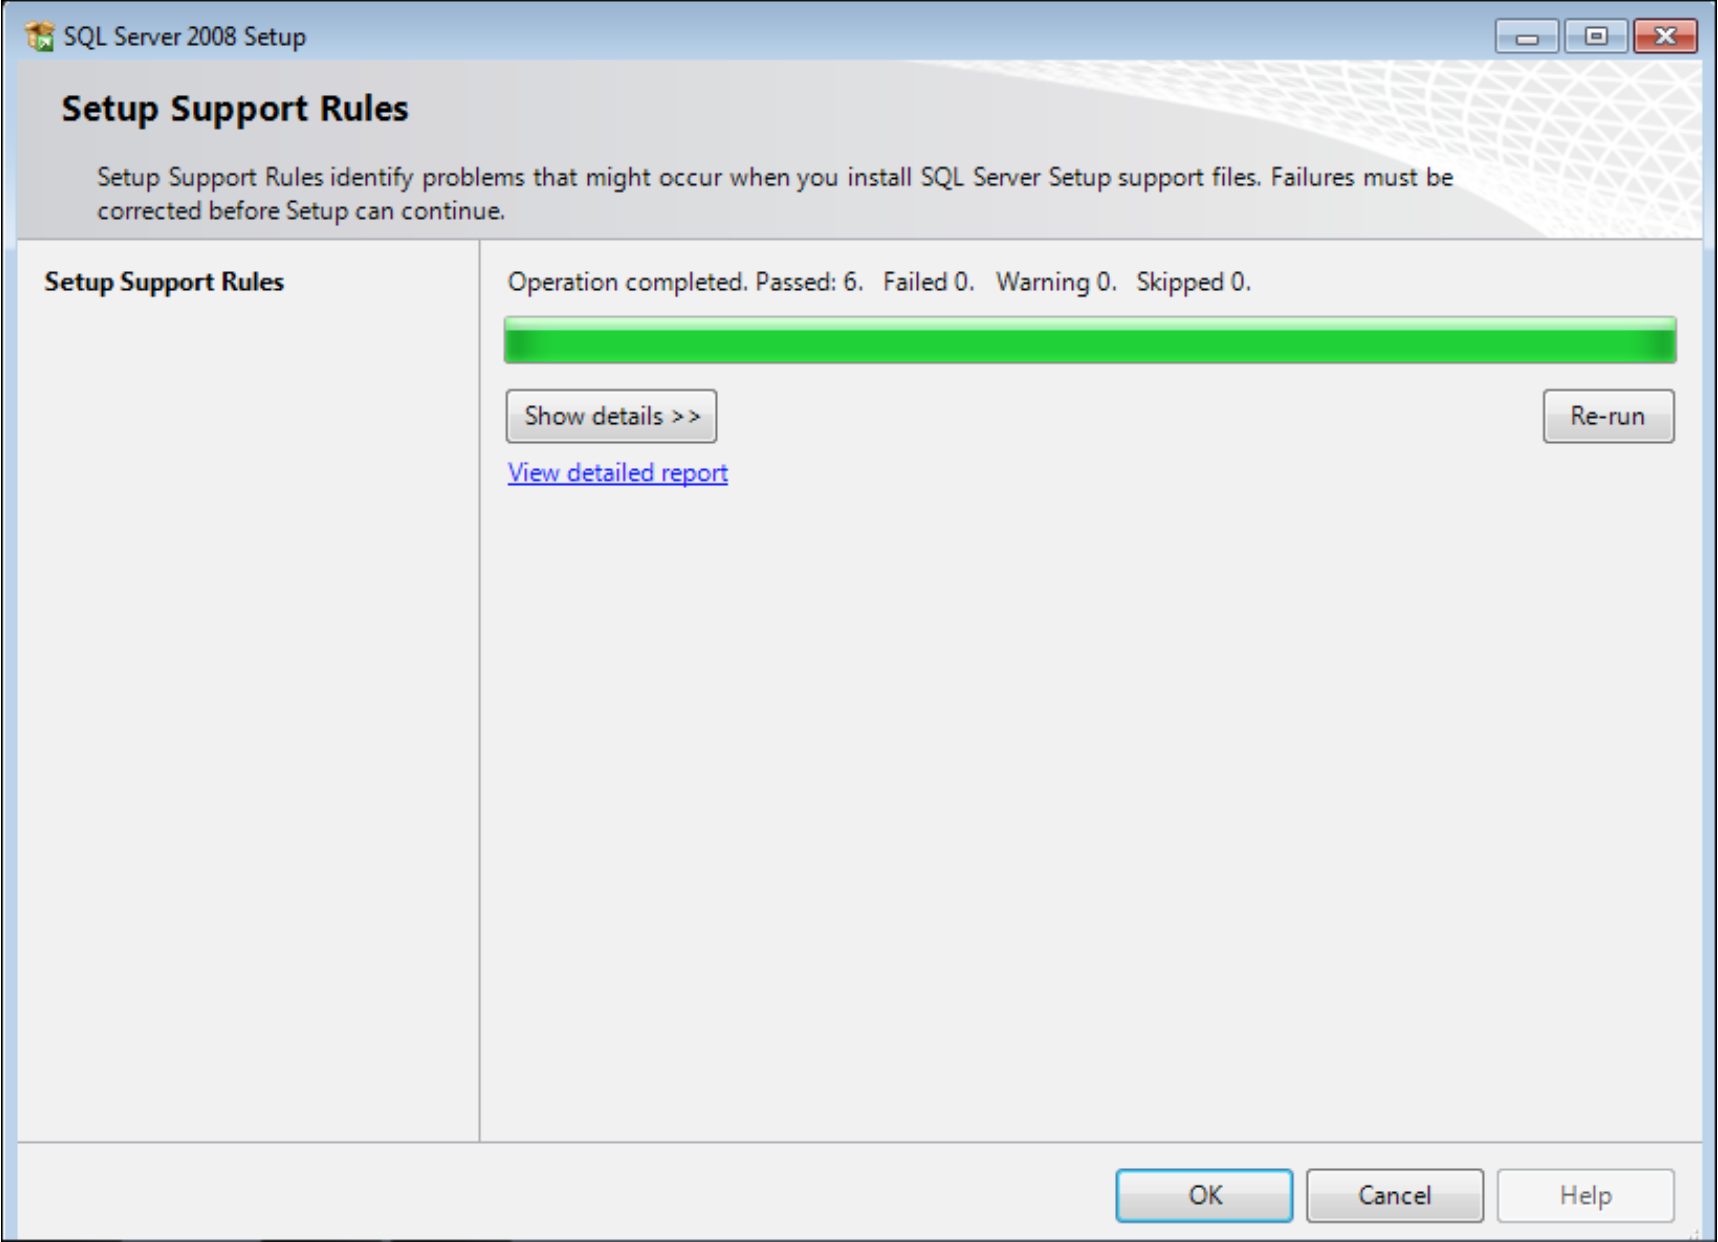 SQL Server 2008 Setup
Setup Support Rules
Setup Support Rules identify problems that might occur when you install SQL Server Setup support files. Failures must be
corrected before Setup can continue.
Setup Support Rules
Operation completed. Passed: 6.   Failed 0.   Warning 0.   Skipped 0.
Show details >>
Re-run
View detailed report
OK
Cancel
Help